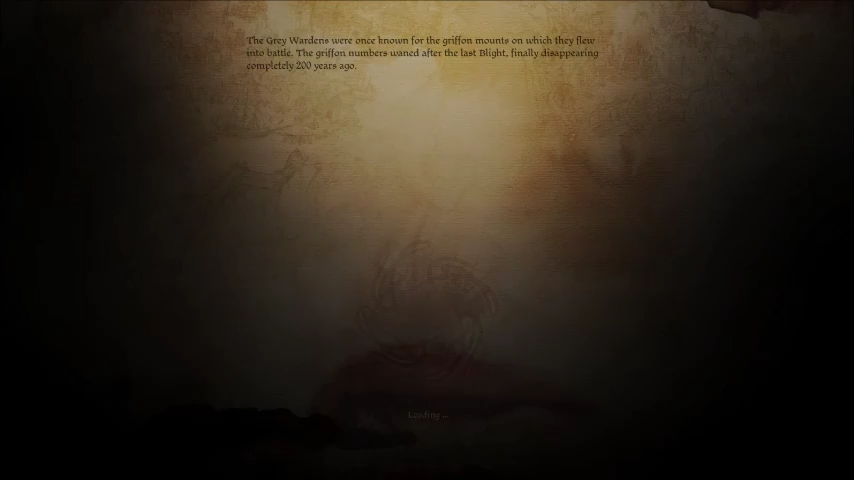 The Grey Wardens were once known for the griffon mounts on which they flew
into battle. The griffon numbers waned after the last Blight, finally disappearing
completely 200 years ago.
Loading ...